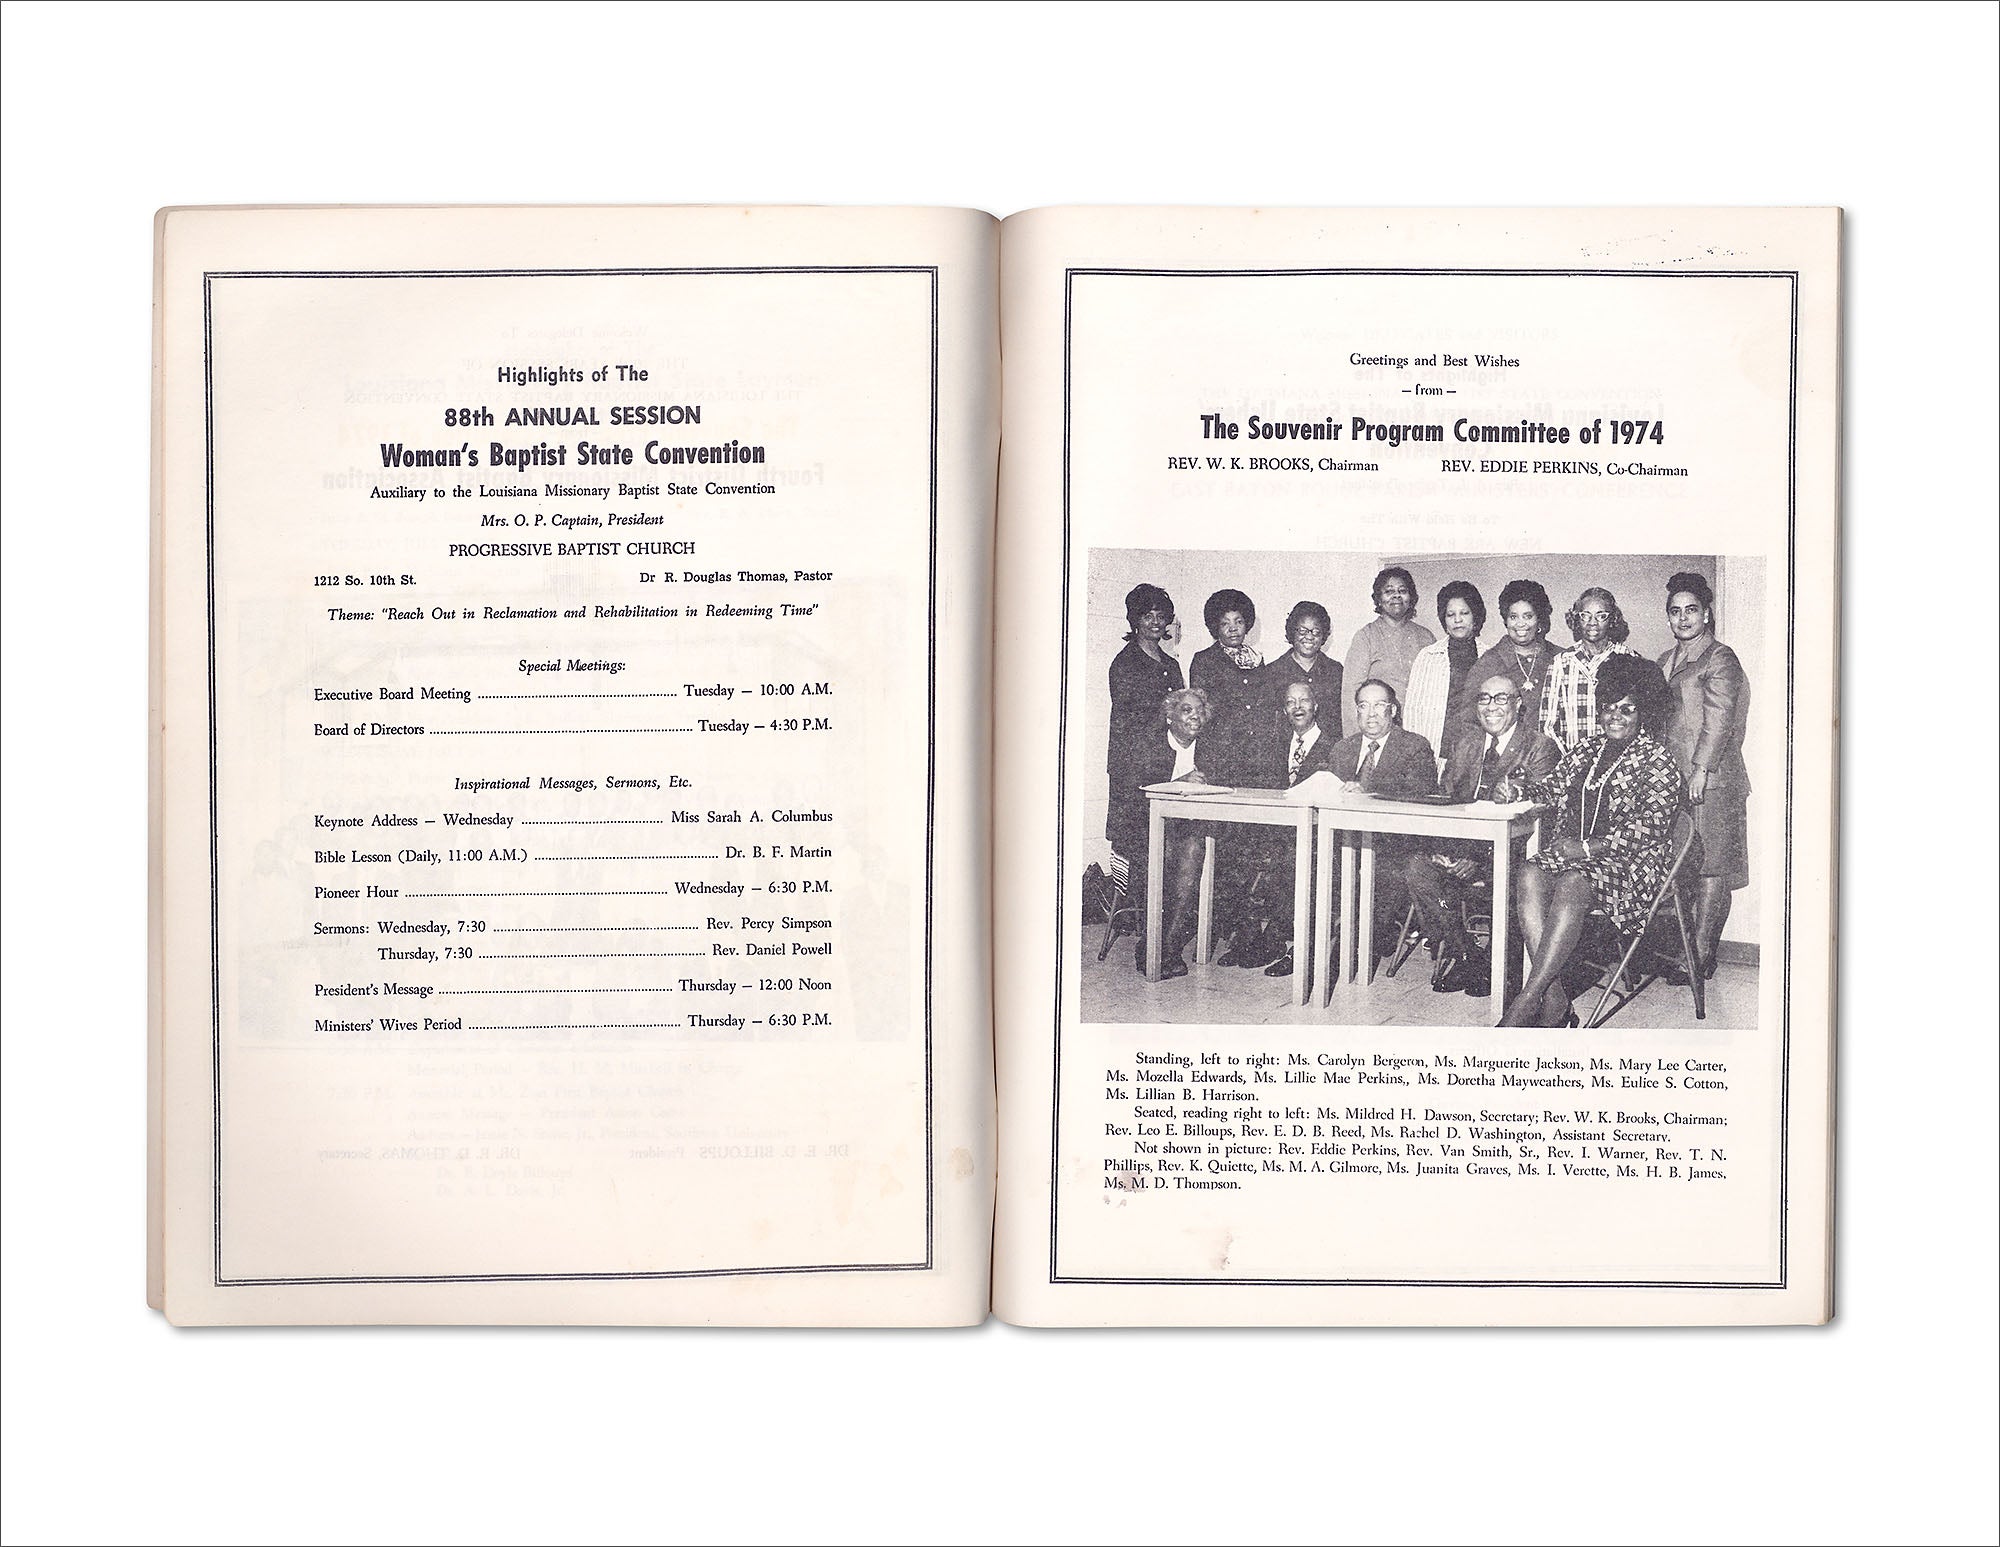 Highlights of The
88th ANNUAL SESSION
Woman's Baptist State Convention
Auxiliary to the Louisiana Missionary Baptist State Convention
Mrs. O. P. Captain, President
PROGRESSIVE BAPTIST CHURCH
1212 So. 10th St. Dr R. Douglas Thomas, Pastor
Theme: "Reach Out in Reclamation and Rehabilitation in Redeeming Time"
Special Meetings:
Executive Board Meeting ........ Tuesday — 10:00 A.M.
Board of Directors ........ Tuesday — 4:30 P.M.
Inspirational Messages, Sermons, Etc.
Keynote Address — Wednesday ........ Miss Sarah A. Columbus
Bible Lesson (Daily, 11:00 A.M.) ........ Dr. B. F. Martin
Pioneer Hour ........ Wednesday — 6:30 P.M.
Sermons: Wednesday, 7:30 ........ Rev. Percy Simpson
Thursday, 7:30 ........ Rev. Daniel Powell
President's Message ........ Thursday — 12:00 Noon
Ministers' Wives Period ........ Thursday — 6:30 P.M.
Greetings and Best Wishes
— from —
The Souvenir Program Committee of 1974
REV. W. K. BROOKS, Chairman REV. EDDIE PERKINS, Co-Chairman
Standing, left to right: Ms. Carolyn Bergeron, Ms. Marguerite Jackson, Ms. Mary Lee Carter,
Ms. Mozella Edwards, Ms. Lillie Mae Perkins,, Ms. Doretha Mayweathers, Ms. Eulice S. Cotton,
Ms. Lillian B. Harrison.
Seated, reading right to left: Ms. Mildred H. Dawson, Secretary; Rev. W. K. Brooks, Chairman;
Rev. Leo E. Billoups, Rev. E. D. B. Reed, Ms. Rachel D. Washington, Assistant Secretary.
Not shown in picture: Rev. Eddie Perkins, Rev. Van Smith, Sr., Rev. I. Warner, Rev. T. N.
Phillips, Rev. K. Quiette, Ms. M. A. Gilmore, Ms. Juanita Graves, Ms. I. Verette, Ms. H. B. James,
Ms. M. D. Thompson.